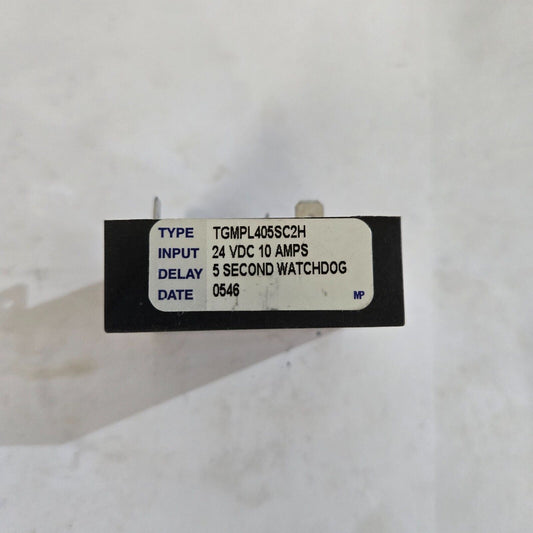 TYPE TGMPL405SC2H
INPUT 24 VDC 10 AMPS
DELAY 5 SECOND WATCHDOG
DATE 0546
MP